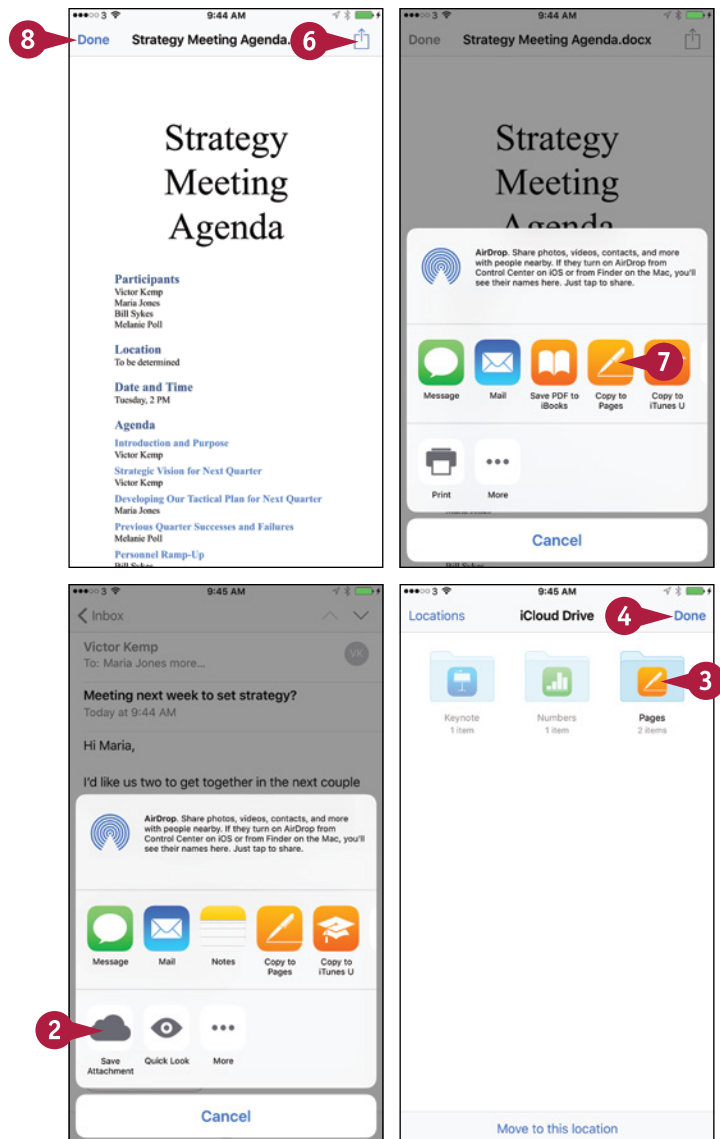 ●●●○○ 3 9:44 AM
8
Done Strategy Meeting Agenda. 6
Strategy
Meeting
Agenda
Participants
Victor Kemp
Maria Jones
Bill Sykes
Melanie Poll
Location
To be determined
Date and Time
Tuesday, 2 PM
Agenda
Introduction and Purpose
Victor Kemp
Strategic Vision for Next Quarter
Victor Kemp
Developing Our Tactical Plan for Next Quarter
Maria Jones
Previous Quarter Successes and Failures
Melanie Poll
Personnel Ramp-Up
Bill Sykes
●●●○○ 3 9:44 AM
Done Strategy Meeting Agenda.docx
Strategy
Meeting
Agenda
AirDrop. Share photos, videos, contacts, and more
with people nearby. If they turn on AirDrop from
Control Center on iOS or from Finder on the Mac, you'll
see their names here. Just tap to share.
7
Message Mail Save PDF to Copy to Copy to
iBooks Pages iTunes U
Print More
Cancel
●●●○○ 3 9:45 AM
Inbox
Victor Kemp VK
To: Maria Jones more...
Meeting next week to set strategy?
Today at 9:44 AM
Hi Maria,
I'd like us two to get together in the next couple
AirDrop. Share photos, videos, contacts, and more
with people nearby. If they turn on AirDrop from
Control Center on iOS or from Finder on the Mac, you'll
see their names here. Just tap to share.
Message Mail Notes Copy to Copy to
Pages iTunes U
2
Save Quick Look More
Attachment
Cancel
●●●○○ 3 9:45 AM
Locations iCloud Drive 4 Done
3
Keynote Numbers Pages
1 item 1 item 2 items
Move to this location